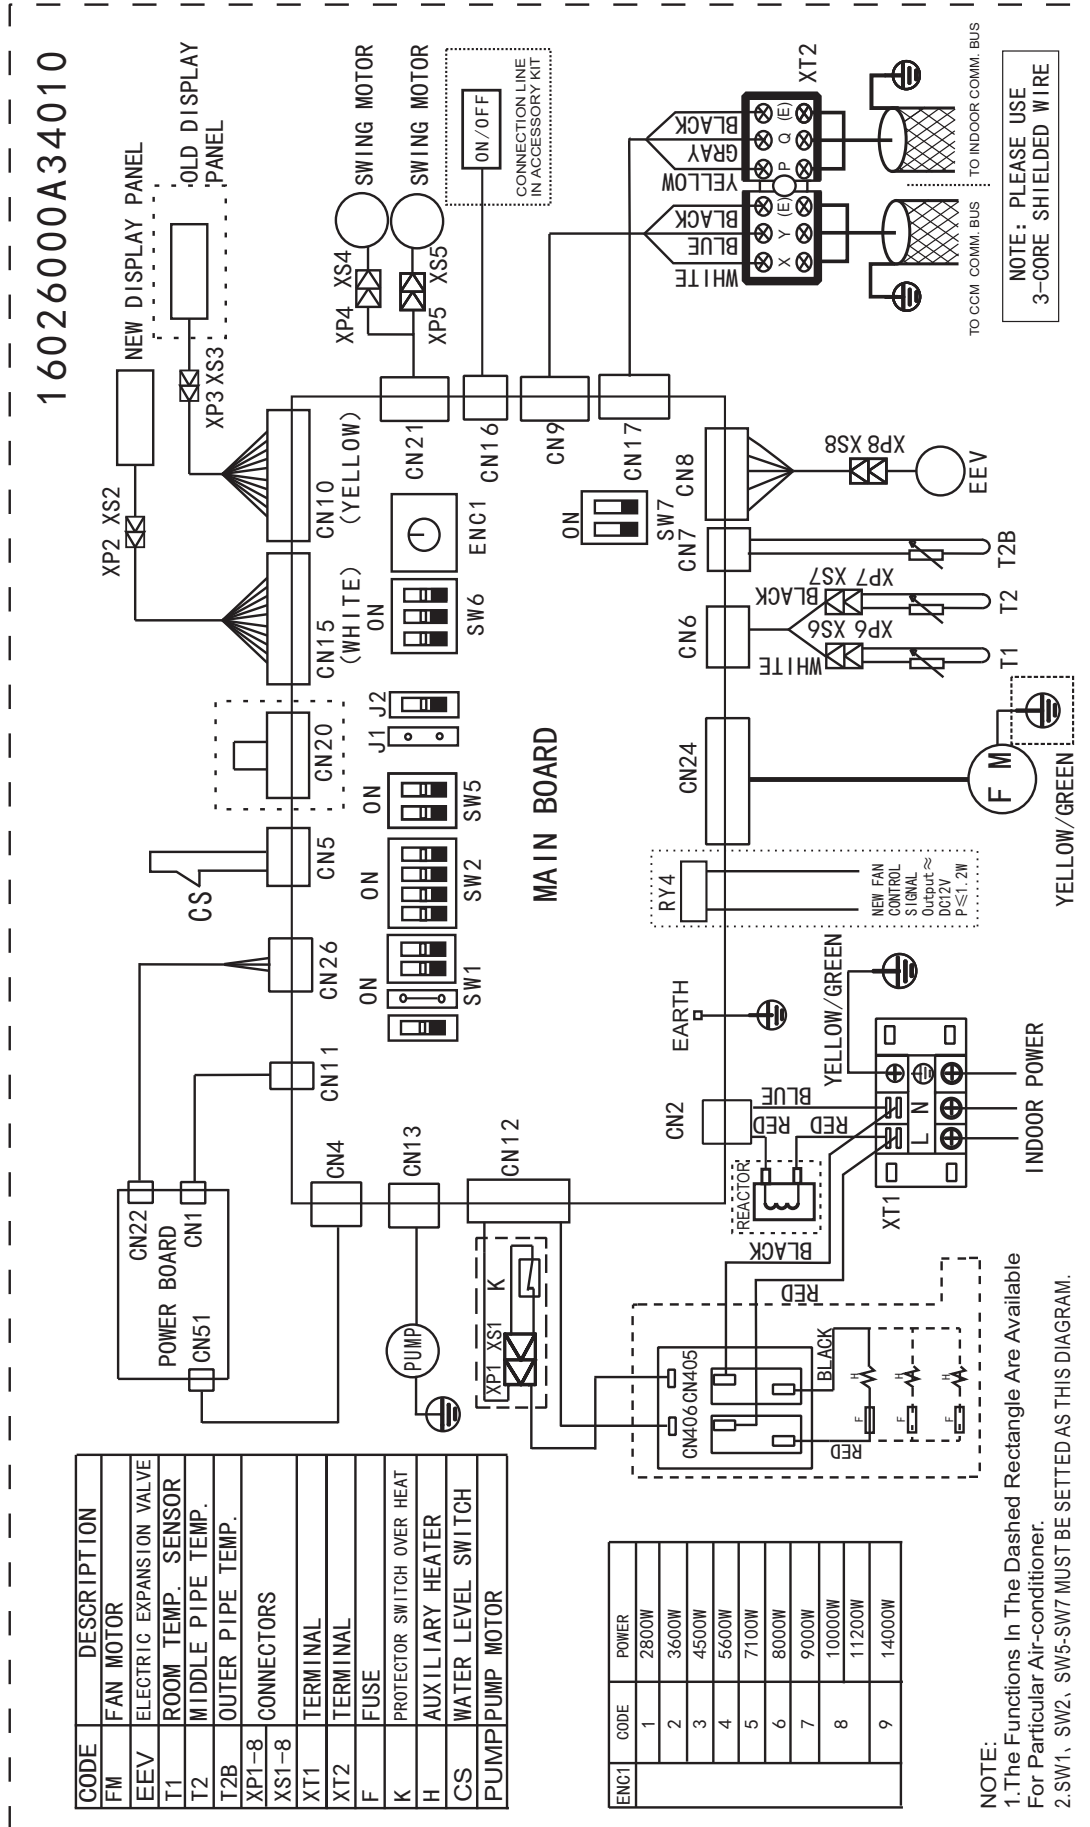 16026000A34010
NEW DISPLAY PANEL
OLD DISPLAY
PANEL
XP2 XS2
XP3 XS3
CN15
(WHITE)
CN10
(YELLOW)
SWING MOTOR
SWING MOTOR
XP4
XS4
XP5
XS5
CN21
ON/OFF
CONNECTION LINE
IN ACCESSORY KIT
CN16
CN9
CN17
WHITE
BLUE
BLACK
YELLOW
GRAY
BLACK
X Y (E) P Q (E)
XT2
TO CCM COMM. BUS
TO INDOOR COMM. BUS
NOTE: PLEASE USE
3-CORE SHIELDED WIRE
POWER BOARD
CN22
CN1
CN51
CN11
CN26
CS
CN5
CN20
CN4
CN13
CN12
PUMP
XP1 XS1
K
ON
SW1
ON
SW2
ON
SW5
J1 J2
ON
SW6
ENC1
ON
SW7
MAIN BOARD
CN2
EARTH
RY4
NEW FAN
CONTROL
SIGNAL
Output≈
DC12V
P≤1.2W
CN24
F M
YELLOW/GREEN
CN6
WHITE
BLACK
XS6 XP6
XS7 XP7
T1
T2
CN7
T2B
CN8
XS8 XP8
EEV
REACTOR
RED
BLUE
RED
YELLOW/GREEN
L N
XT1
INDOOR POWER
BLACK
RED
CN406 CN405
BLACK
RED
H
H
H
F
F
F
CODE DESCRIPTION
FM FAN MOTOR
EEV ELECTRIC EXPANSION VALVE
T1 ROOM TEMP. SENSOR
T2 MIDDLE PIPE TEMP.
T2B OUTER PIPE TEMP.
XP1-8 CONNECTORS
XS1-8
XT1 TERMINAL
XT2 TERMINAL
F FUSE
K PROTECTOR SWITCH OVER HEAT
H AUXILIARY HEATER
CS WATER LEVEL SWITCH
PUMP PUMP MOTOR
ENC1 CODE POWER
1 2800W
2 3600W
3 4500W
4 5600W
5 7100W
6 8000W
7 9000W
8 10000W
11200W
9 14000W
NOTE:
1.The Functions In The Dashed Rectangle Are Available
For Particular Air-conditioner.
2.SW1、SW2、SW5-SW7 MUST BE SETTED AS THIS DIAGRAM.